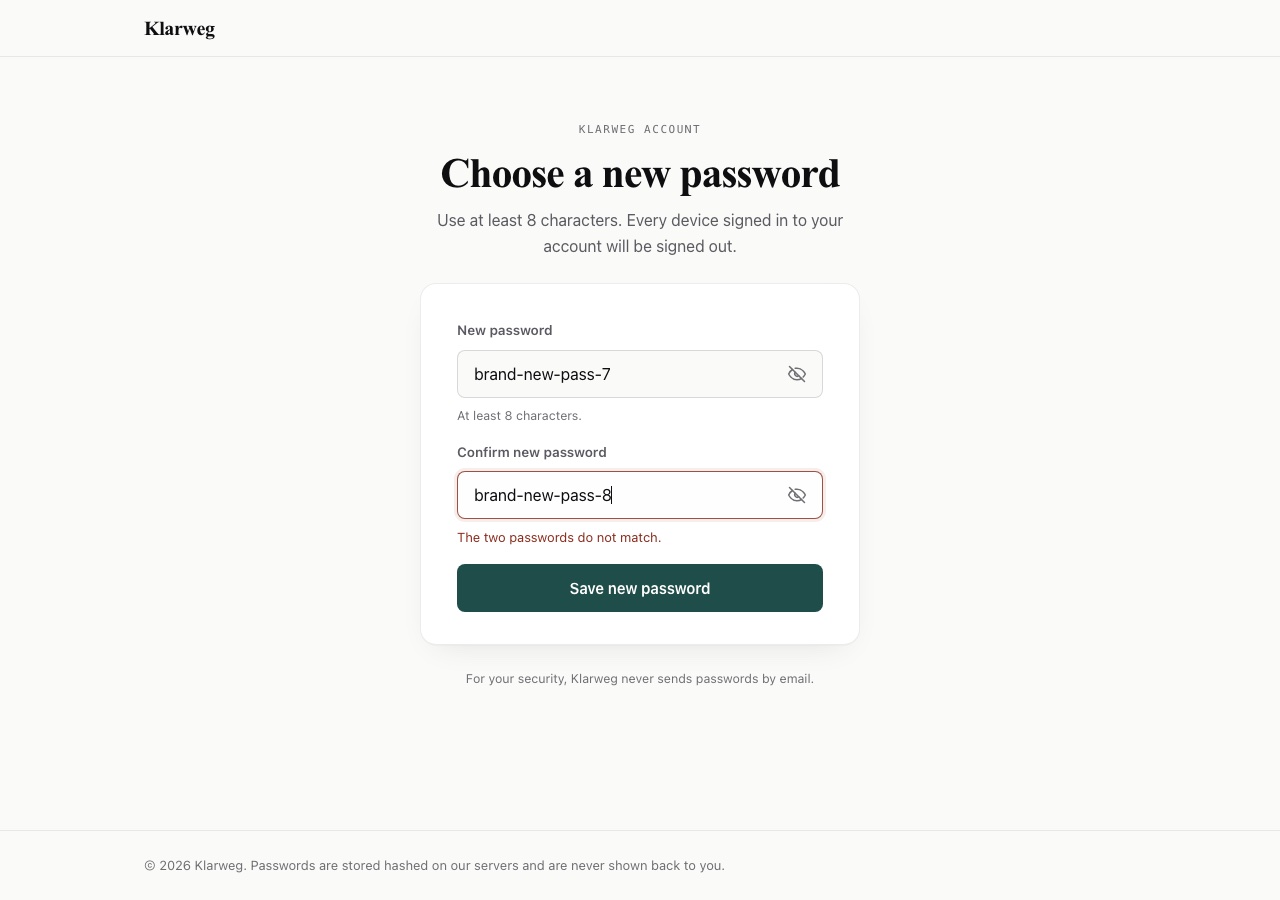 Klarweg
KLARWEG ACCOUNT
Choose a new password
Use at least 8 characters. Every device signed in to your
account will be signed out.
New password
brand-new-pass-7
At least 8 characters.
Confirm new password
brand-new-pass-8
The two passwords do not match.
Save new password
For your security, Klarweg never sends passwords by email.
© 2026 Klarweg. Passwords are stored hashed on our servers and are never shown back to you.